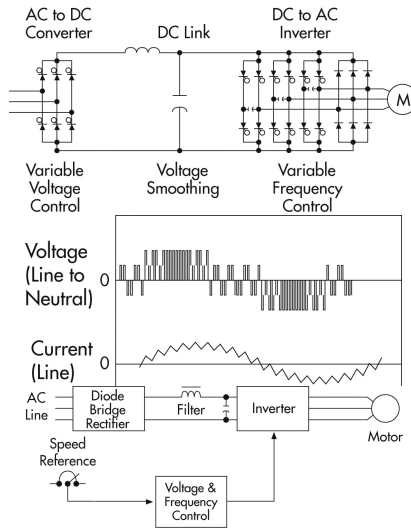 AC to DC
Converter
DC Link
DC to AC
Inverter
M
Variable
Voltage
Control
Voltage
Smoothing
Variable
Frequency
Control
Voltage
(Line to
Neutral)
0
Current
(Line)
0
AC
Line
Diode
Bridge
Rectifier
Filter
Inverter
Motor
Speed
Reference
Voltage &
Frequency
Control